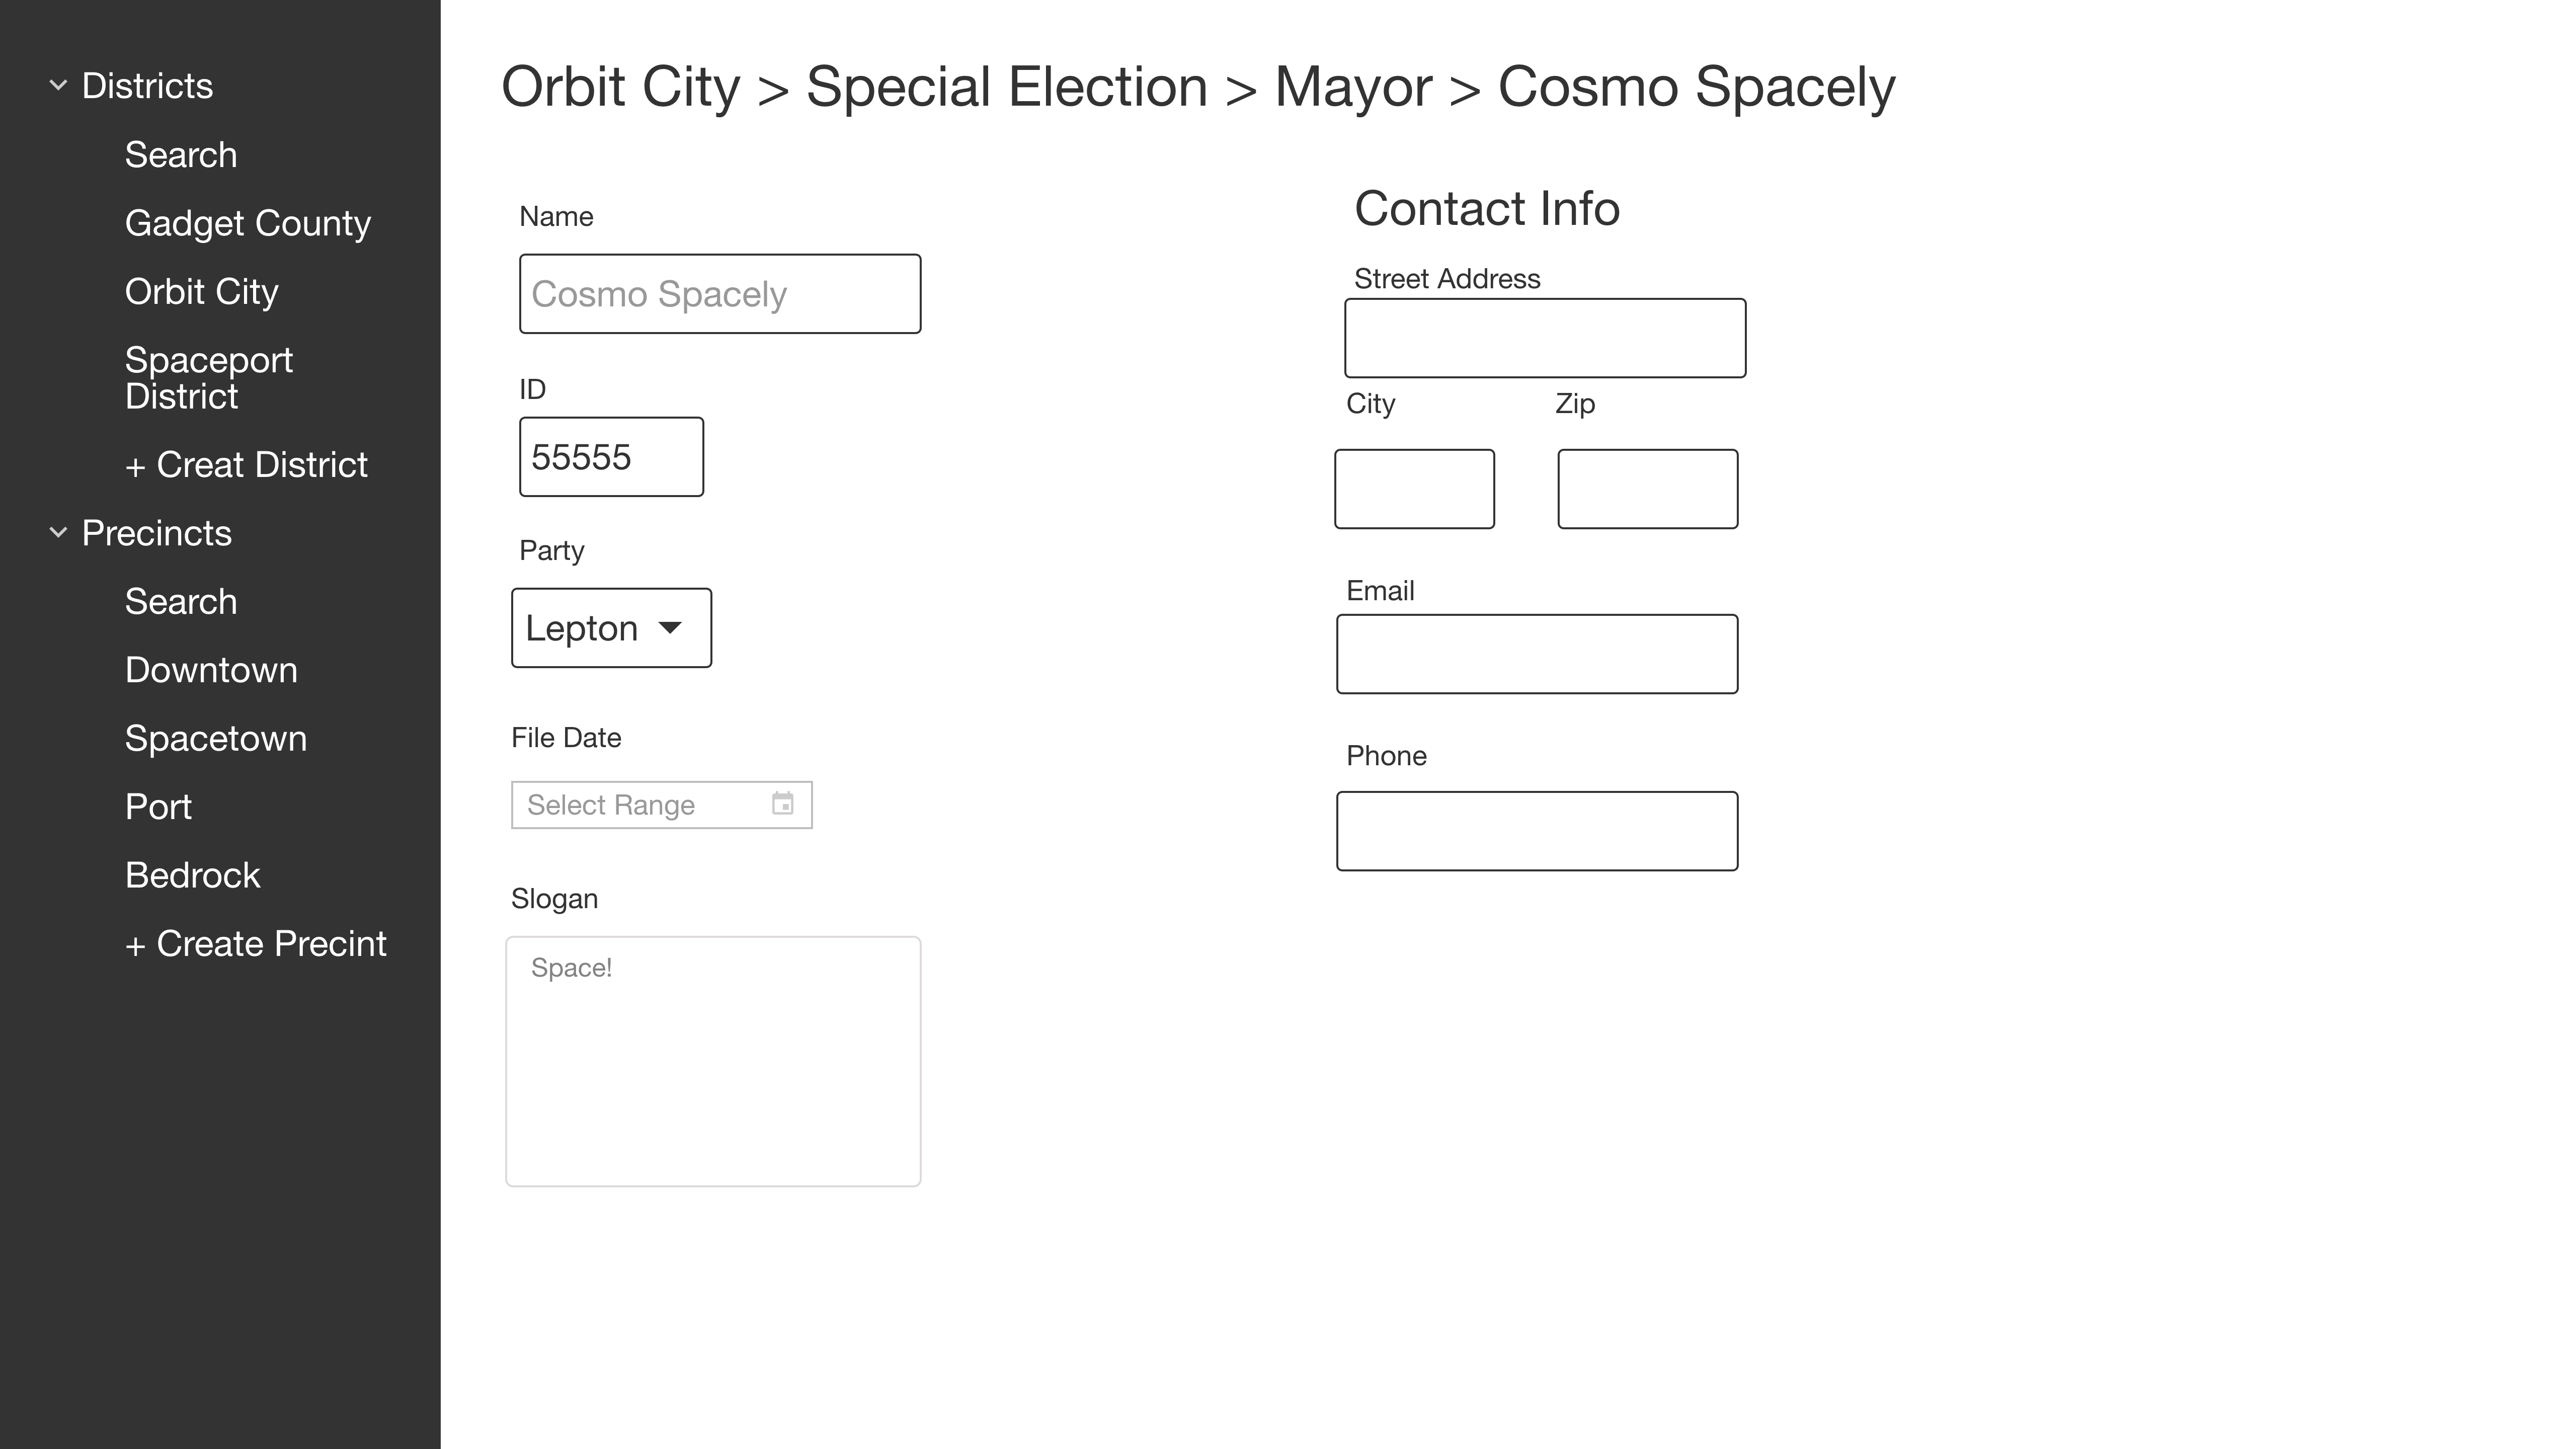 Districts
Search
Gadget County
Orbit City
Spaceport
District
+ Creat District
Precincts
Search
Downtown
Spacetown
Port
Bedrock
+ Create Precint
Orbit City > Special Election > Mayor > Cosmo Spacely
Name
Cosmo Spacely
ID
55555
Party
Lepton
File Date
Select Range
Slogan
Space!
Contact Info
Street Address
City Zip
Email
Phone